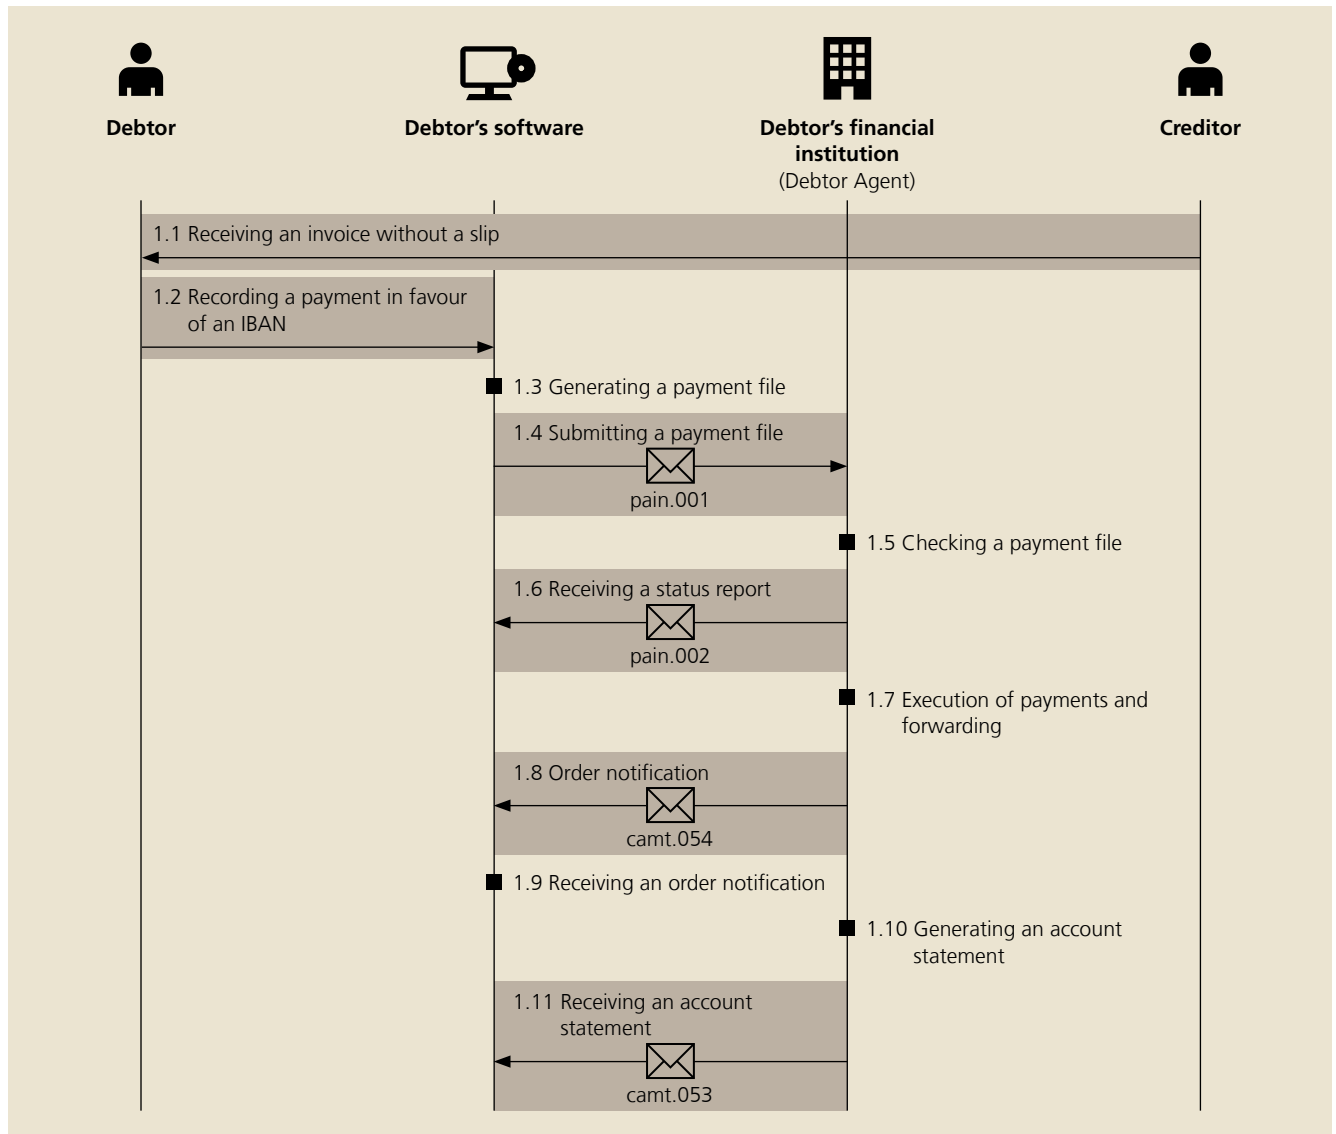 Debtor
Debtor’s software
Debtor’s financial
institution
(Debtor Agent)
Creditor
1.1 Receiving an invoice without a slip
1.2 Recording a payment in favour
of an IBAN
1.3 Generating a payment file
1.4 Submitting a payment file
pain.001
1.5 Checking a payment file
1.6 Receiving a status report
pain.002
1.7 Execution of payments and
forwarding
1.8 Order notification
camt.054
1.9 Receiving an order notification
1.10 Generating an account
statement
1.11 Receiving an account
statement
camt.053